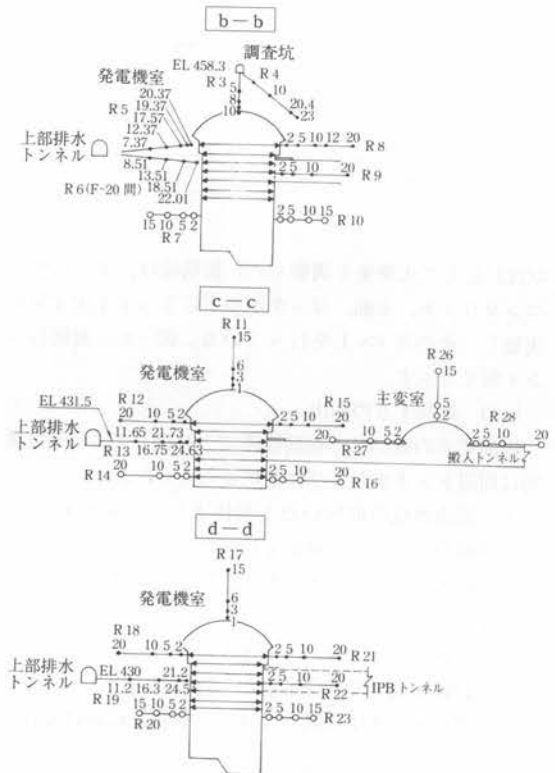 b-b
調査坑
EL 458.3
R 3
R 4
5
8
10
10
20.4
23
発電機室
R 5
20.37
19.37
17.57
12.37
7.37
上部排水
トンネル
8.51
13.51
18.51
22.01
R 6(F-20 間)
2 5 10 12 20 R 8
2 5 10 20 R 9
15 10 5 2
R 7
2 5 10 15 R 10
c-c
R 11
15
6
3
1
発電機室
R 12
20 10 5 2
EL 431.5
上部排水
トンネル
11.65 21.73
R 13 16.75 24.63
20 10 5 2
R 14
R 15
2 5 10 20
20 10 5 2
R 27
2 5 10 20
R 16
R 26
15
5
2
主変室
R 28
2 5 10 20
搬入トンネル
d-d
R 17
15
6
3
1
発電機室
R 18
20 10 5 2
上部排水
トンネル
EL 430 21.2
11.2 16.3 24.5
R 19
15 10 5 2
R 20
2 5 10 20
R 21
2 5 10 20
R 22
IPB トンネル
2 5 10 15
R 23